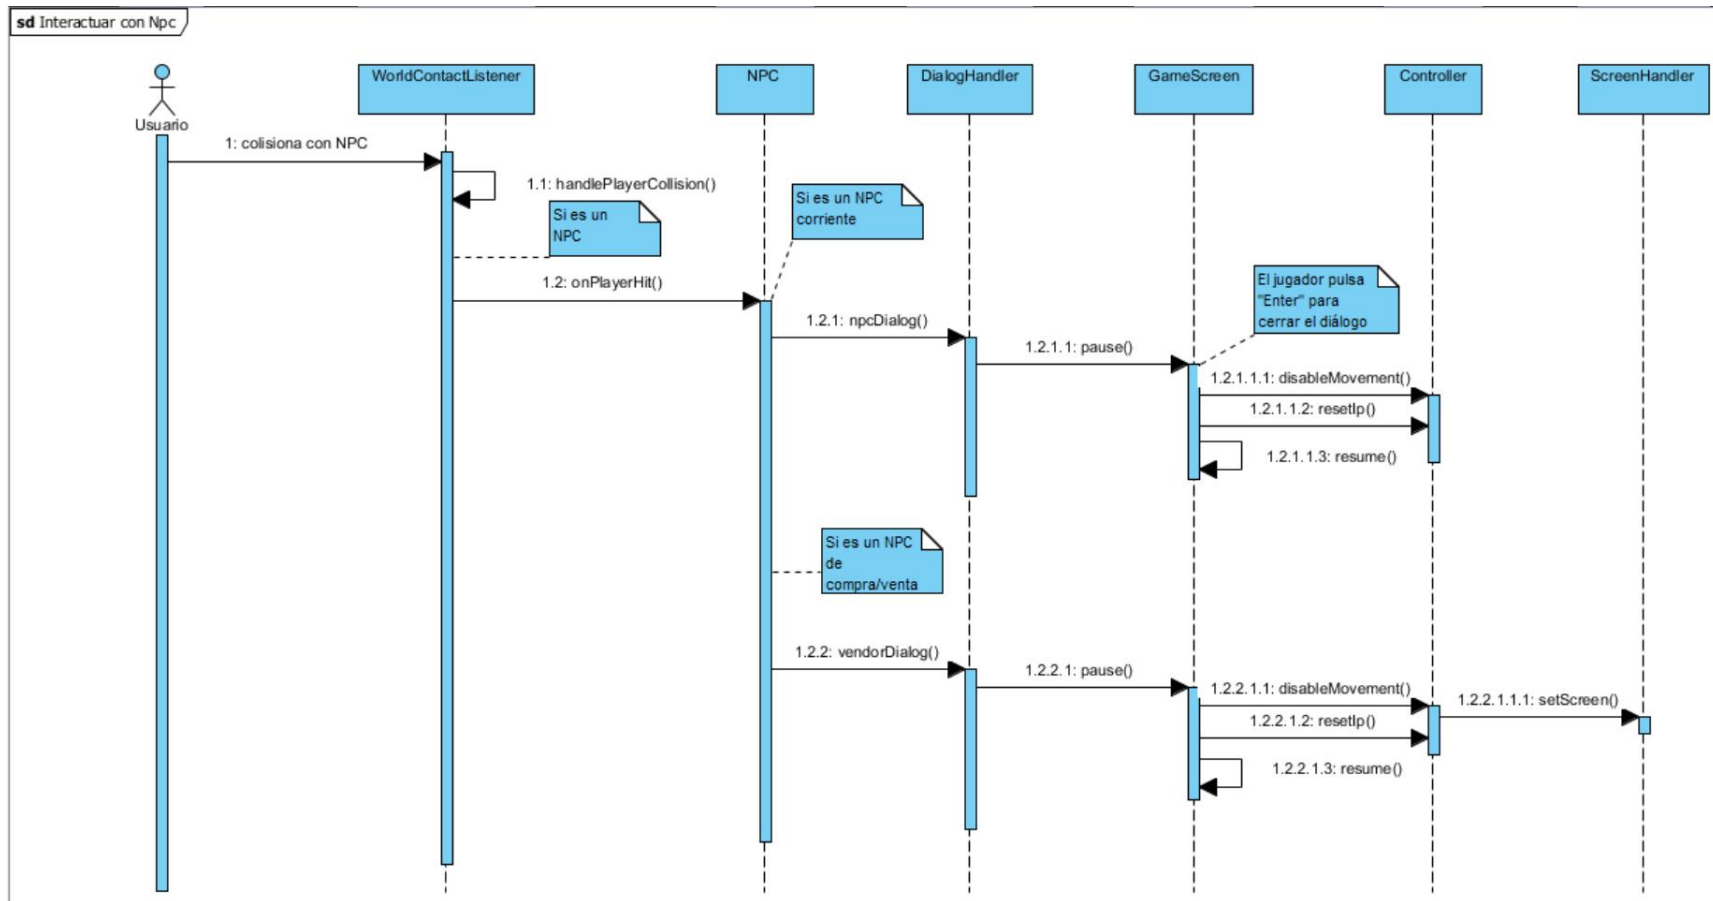 sd Interactuar con Npc
WorldContactListener
NPC
DialogHandler
GameScreen
Controller
ScreenHandler
Usuario
1: colisiona con NPC
1.1: handlePlayerCollision()
Si es un
NPC
Si es un NPC
corriente
1.2: onPlayerHit()
El jugador pulsa
"Enter" para
cerrar el diálogo
1.2.1: npcDialog()
1.2.1.1: pause()
1.2.1.1.1: disableMovement()
1.2.1.1.2: resetIp()
1.2.1.1.3: resume()
Si es un NPC
de
compra/venta
1.2.2: vendorDialog()
1.2.2.1: pause()
1.2.2.1.1: disableMovement()
1.2.2.1.1.1: setScreen()
1.2.2.1.2: resetIp()
1.2.2.1.3: resume()